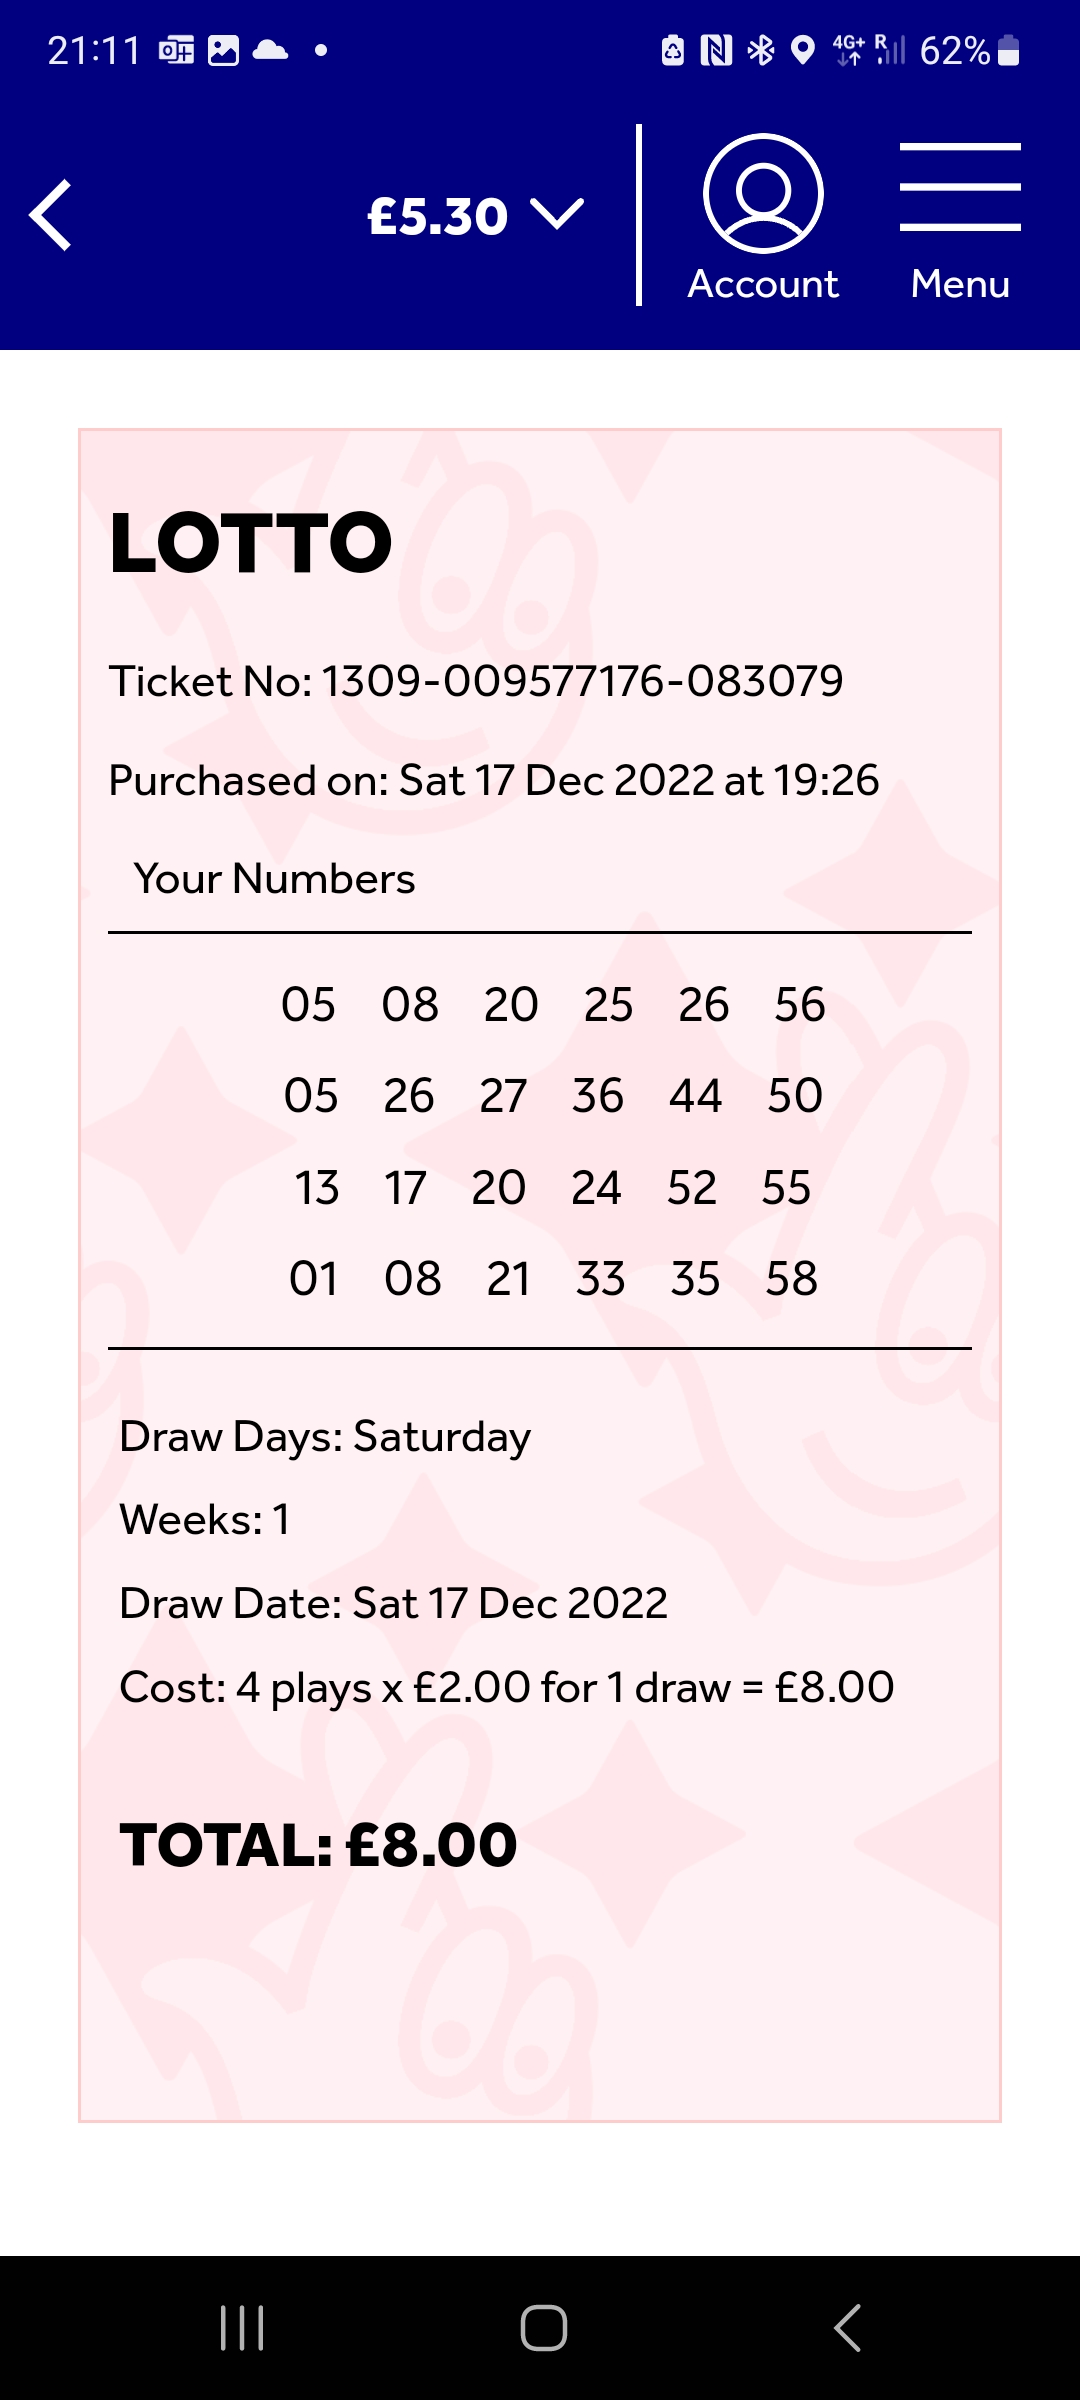 21:11 4G+ R 62%
£5.30
Account Menu
LOTTO
Ticket No: 1309-009577176-083079
Purchased on: Sat 17 Dec 2022 at 19:26
Your Numbers
05 08 20 25 26 56
05 26 27 36 44 50
13 17 20 24 52 55
01 08 21 33 35 58
Draw Days: Saturday
Weeks: 1
Draw Date: Sat 17 Dec 2022
Cost: 4 plays x £2.00 for 1 draw = £8.00
TOTAL: £8.00